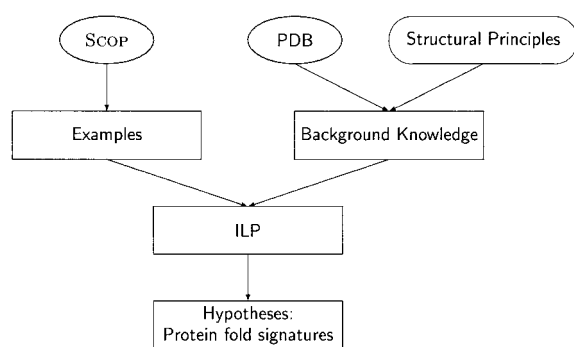 SCOP
PDB
Structural Principles
Examples
Background Knowledge
ILP
Hypotheses:
Protein fold signatures